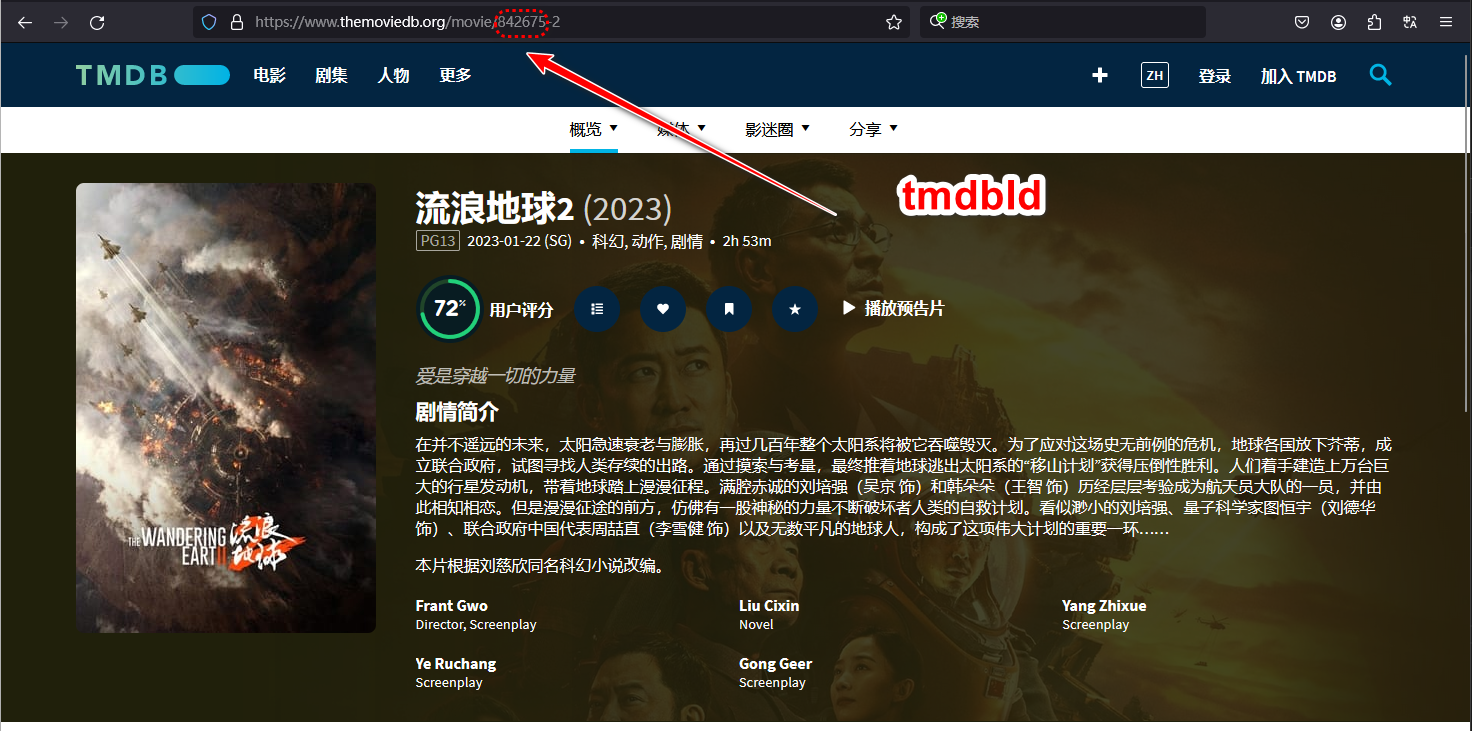 https://www.themoviedb.org/movie/842675-2
搜索
TMDB 电影 剧集 人物 更多 ZH 登录 加入 TMDB
概览 媒体 影迷圈 分享
tmdbId
流浪地球2 (2023)
PG13 2023-01-22 (SG) • 科幻, 动作, 剧情 • 2h 53m
72% 用户评分 播放预告片
爱是穿越一切的力量
剧情简介
在并不遥远的未来，太阳急速衰老与膨胀，再过几百年整个太阳系将被它吞噬毁灭。为了应对这场史无前例的危机，地球各国放下芥蒂，成
立联合政府，试图寻找人类存续的出路。通过摸索与考量，最终推着地球逃出太阳系的“移山计划”获得压倒性胜利。人们着手建造上万台巨
大的行星发动机，带着地球踏上漫漫征程。满腔赤诚的刘培强（吴京 饰）和韩朵朵（王智 饰）历经层层考验成为航天员大队的一员，并由
此相知相恋。但是漫漫征途的前方，仿佛有一股神秘的力量不断破坏者人类的自救计划。看似渺小的刘培强、量子科学家图恒宇（刘德华
饰）、联合政府中国代表周喆直（李雪健 饰）以及无数平凡的地球人，构成了这项伟大计划的重要一环……
本片根据刘慈欣同名科幻小说改编。
THE WANDERING
EARTH II
流浪
地球
Frant Gwo
Director, Screenplay
Liu Cixin
Novel
Yang Zhixue
Screenplay
Ye Ruchang
Screenplay
Gong Geer
Screenplay